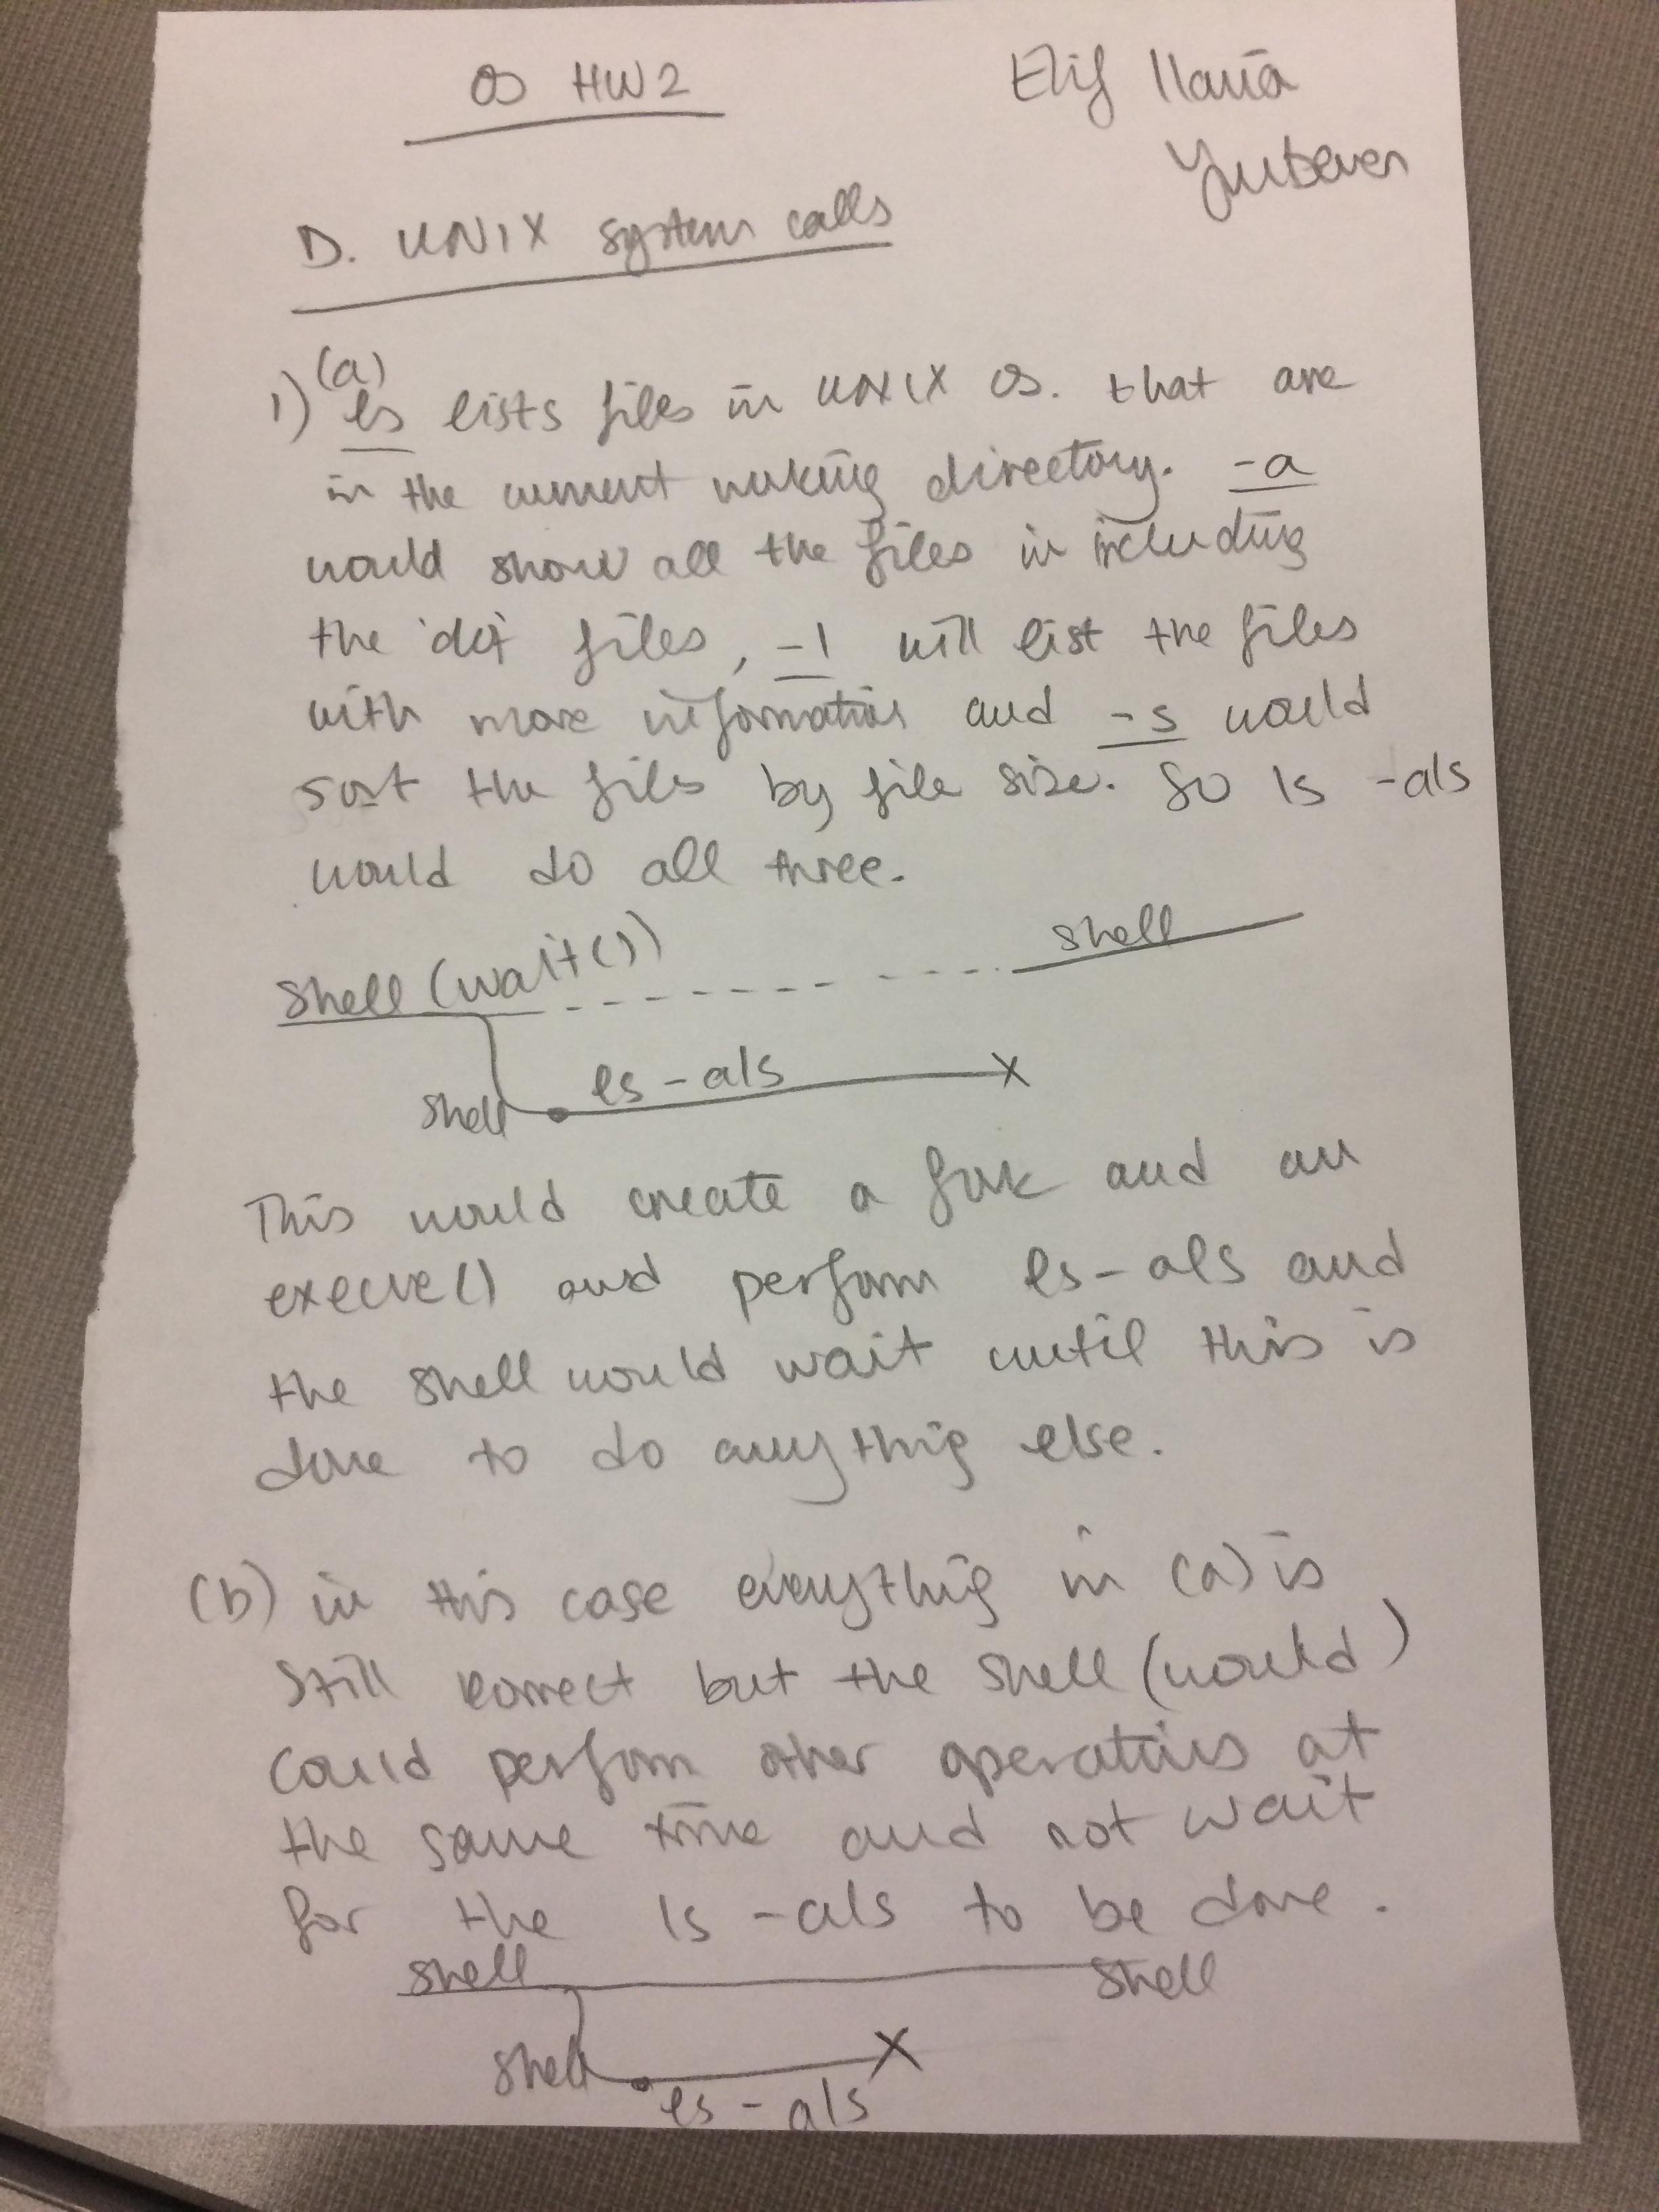 OS HW2
Elif Ilaria
Yurtseven
D. UNIX system calls
1) (a)
ls lists files in UNIX OS. that are
in the current working directory. -a
would show all the files in including
the 'dot' files, -l will list the files
with more information and -s would
sort the files by file size. So ls -als
would do all three.
shell (wait())
shell
ls -als
X
shell
This would create a fork and an
execve() and perform ls -als and
the shell would wait until this is
done to do anything else.
(b) in this case everything in (a) is
still correct but the shell (would)
could perform other operations at
the same time and not wait
for the ls -als to be done.
shell
shell
shell
X
ls - als